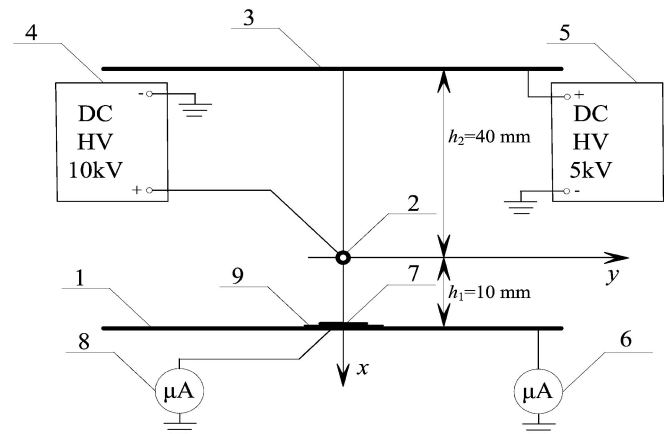 4
3
5
-
DC
HV
10kV
+
+
DC
HV
5kV
-
h₂=40 mm
2
y
1
9
7
h₁=10 mm
8
6
μA
x
μA